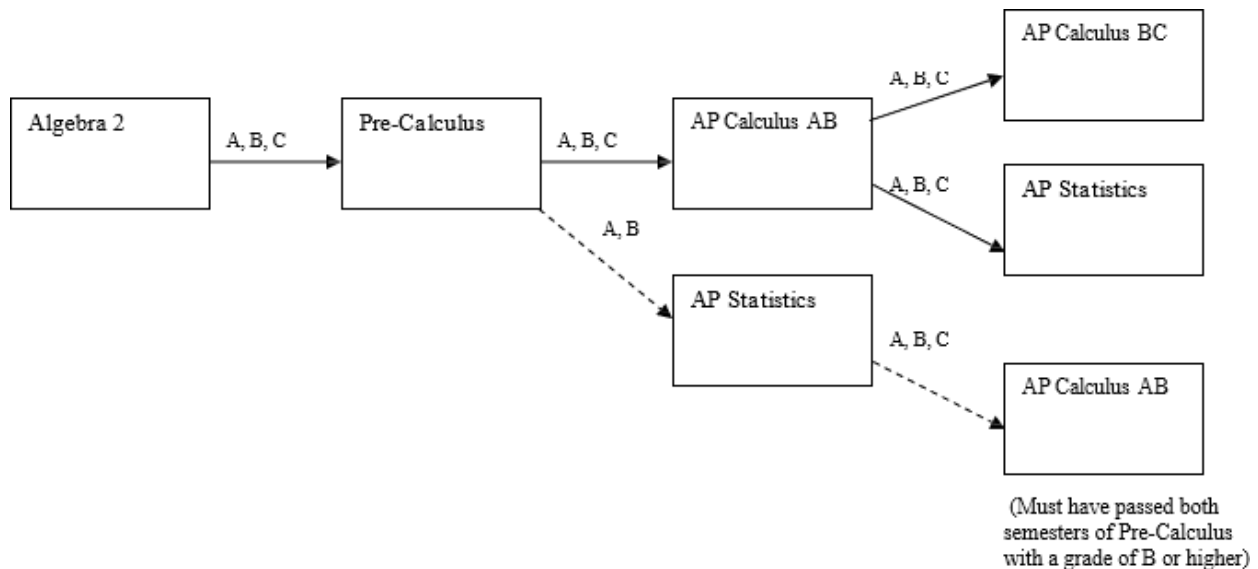 AP Calculus BC
A, B, C
Algebra 2
Pre-Calculus
AP Calculus AB
A, B, C
A, B, C
A, B, C
AP Statistics
A, B
AP Statistics
A, B, C
AP Calculus AB
(Must have passed both
semesters of Pre-Calculus
with a grade of B or higher)